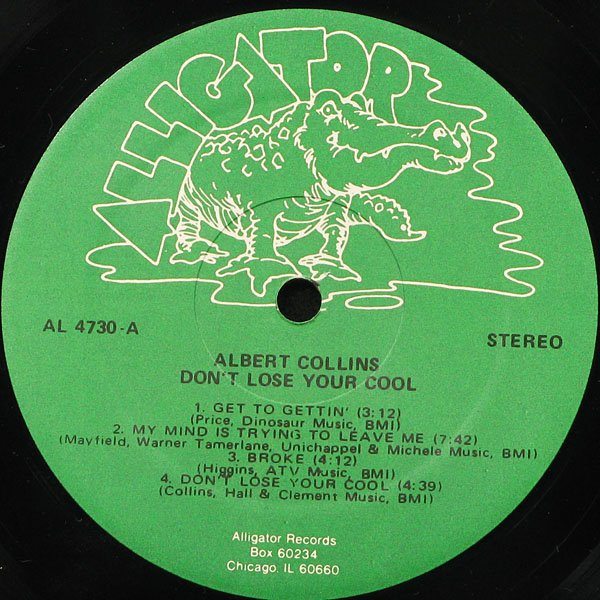 ALLIGATOR
AL 4730-A
STEREO
ALBERT COLLINS
DON'T LOSE YOUR COOL
1. GET TO GETTIN' (3:12)
(Price, Dinosaur Music, BMI)
2. MY MIND IS TRYING TO LEAVE ME (7:42)
(Mayfield, Warner Tamerlane, Unichappel & Michele Music, BMI)
3. BROKE (4:12)
(Higgins, ATV Music, BMI)
4. DON'T LOSE YOUR COOL (4:39)
(Collins, Hall & Clement Music, BMI)
Alligator Records
Box 60234
Chicago, IL 60660